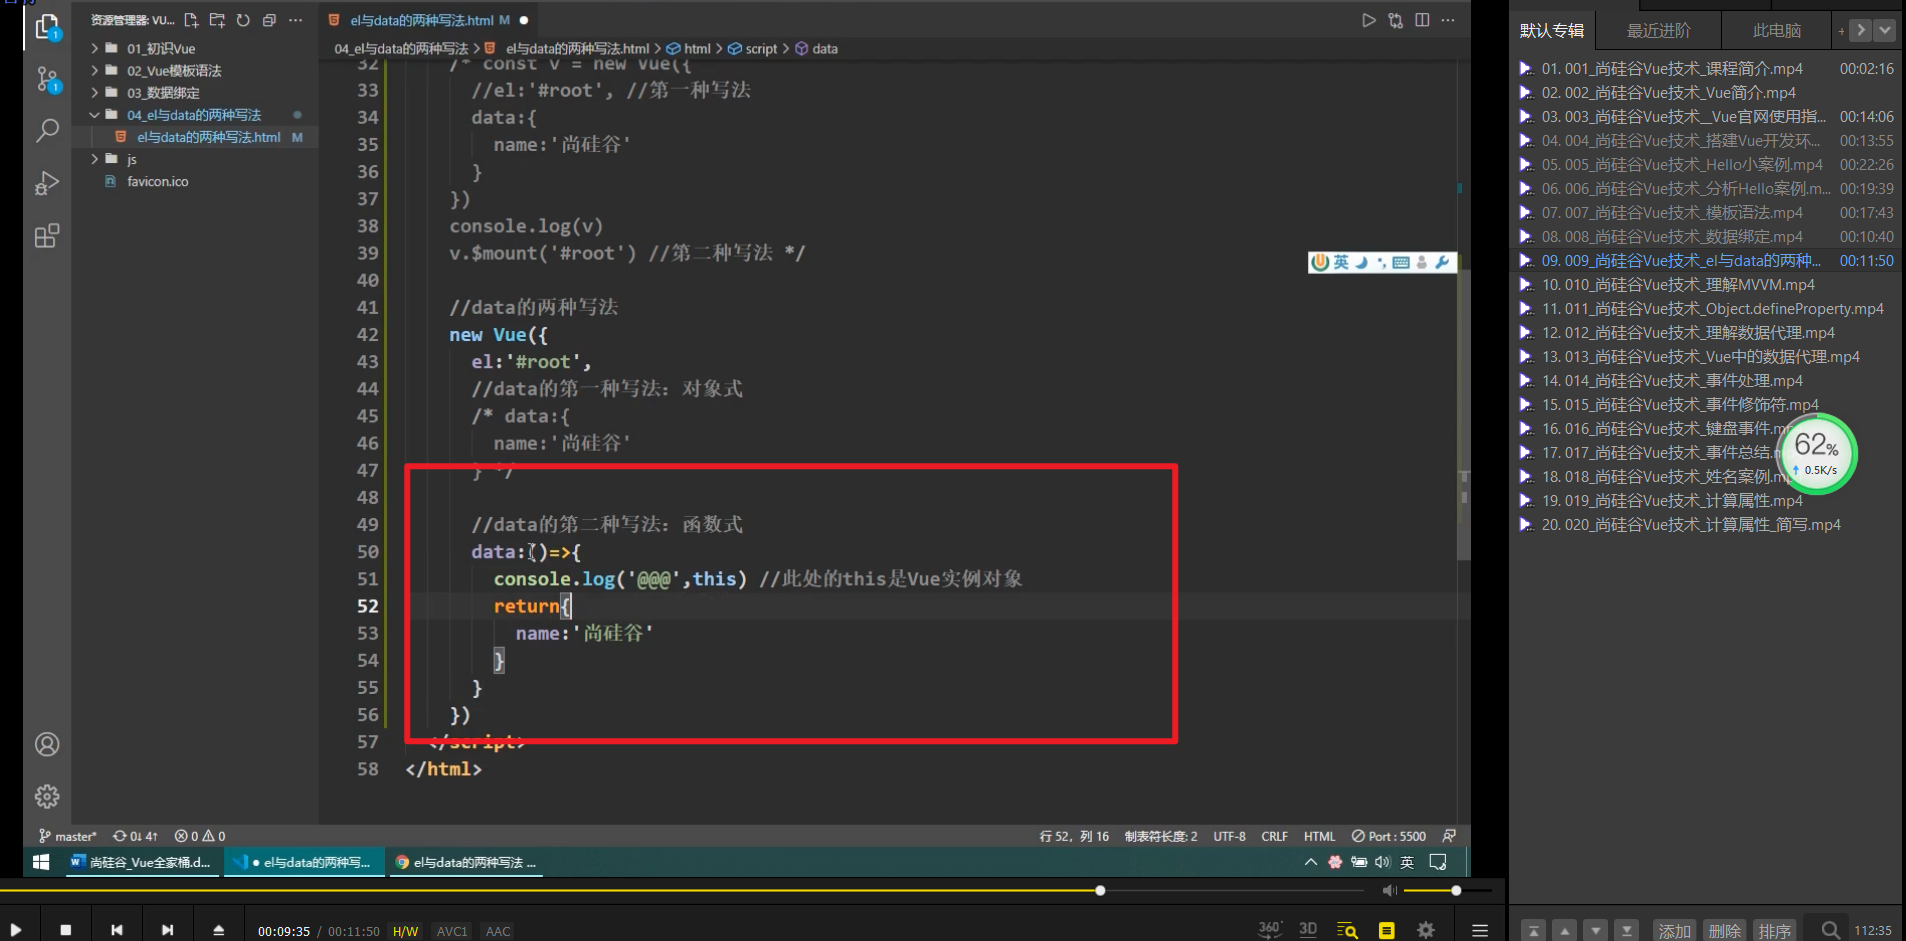 资源管理器: VU...
01_初识Vue
02_Vue模板语法
03_数据绑定
04_el与data的两种写法
el与data的两种写法.html M
js
favicon.ico
el与data的两种写法.html M
04_el与data的两种写法 > el与data的两种写法.html > html > script > data
32 /* const v = new Vue({
33 //el:'#root', //第一种写法
34 data:{
35 name:'尚硅谷'
36 }
37 })
38 console.log(v)
39 v.$mount('#root') //第二种写法 */
40
41 //data的两种写法
42 new Vue({
43 el:'#root',
44 //data的第一种写法: 对象式
45 /* data:{
46 name:'尚硅谷'
47 } */
48
49 //data的第二种写法: 函数式
50 data:()=>{
51 console.log('@@@',this) //此处的this是Vue实例对象
52 return{
53 name:'尚硅谷'
54 }
55 }
56 })
57 </script>
58 </html>
英
master* 0↓ 4↑ 0 0
行 52, 列 16 制表符长度: 2 UTF-8 CRLF HTML Port : 5500
尚硅谷_Vue全家桶.d...
el与data的两种写...
el与data的两种写法 ...
英
00:09:35 / 00:11:50 H/W AVC1 AAC
360° 3D
默认专辑 最近进阶 此电脑 +
01. 001_尚硅谷Vue技术_课程简介.mp4 00:02:16
02. 002_尚硅谷Vue技术_Vue简介.mp4
03. 003_尚硅谷Vue技术__Vue官网使用指... 00:14:06
04. 004_尚硅谷Vue技术_搭建Vue开发环... 00:13:55
05. 005_尚硅谷Vue技术_Hello小案例.mp4 00:22:26
06. 006_尚硅谷Vue技术_分析Hello案例.m... 00:19:39
07. 007_尚硅谷Vue技术_模板语法.mp4 00:17:43
08. 008_尚硅谷Vue技术_数据绑定.mp4 00:10:40
09. 009_尚硅谷Vue技术_el与data的两种... 00:11:50
10. 010_尚硅谷Vue技术_理解MVVM.mp4
11. 011_尚硅谷Vue技术_Object.defineProperty.mp4
12. 012_尚硅谷Vue技术_理解数据代理.mp4
13. 013_尚硅谷Vue技术_Vue中的数据代理.mp4
14. 014_尚硅谷Vue技术_事件处理.mp4
15. 015_尚硅谷Vue技术_事件修饰符.mp4
16. 016_尚硅谷Vue技术_键盘事件.m
17. 017_尚硅谷Vue技术_事件总结.
18. 018_尚硅谷Vue技术_姓名案例.m
19. 019_尚硅谷Vue技术_计算属性.mp4
20. 020_尚硅谷Vue技术_计算属性_简写.mp4
62%
↑ 0.5K/s
添加 删除 排序 112:35